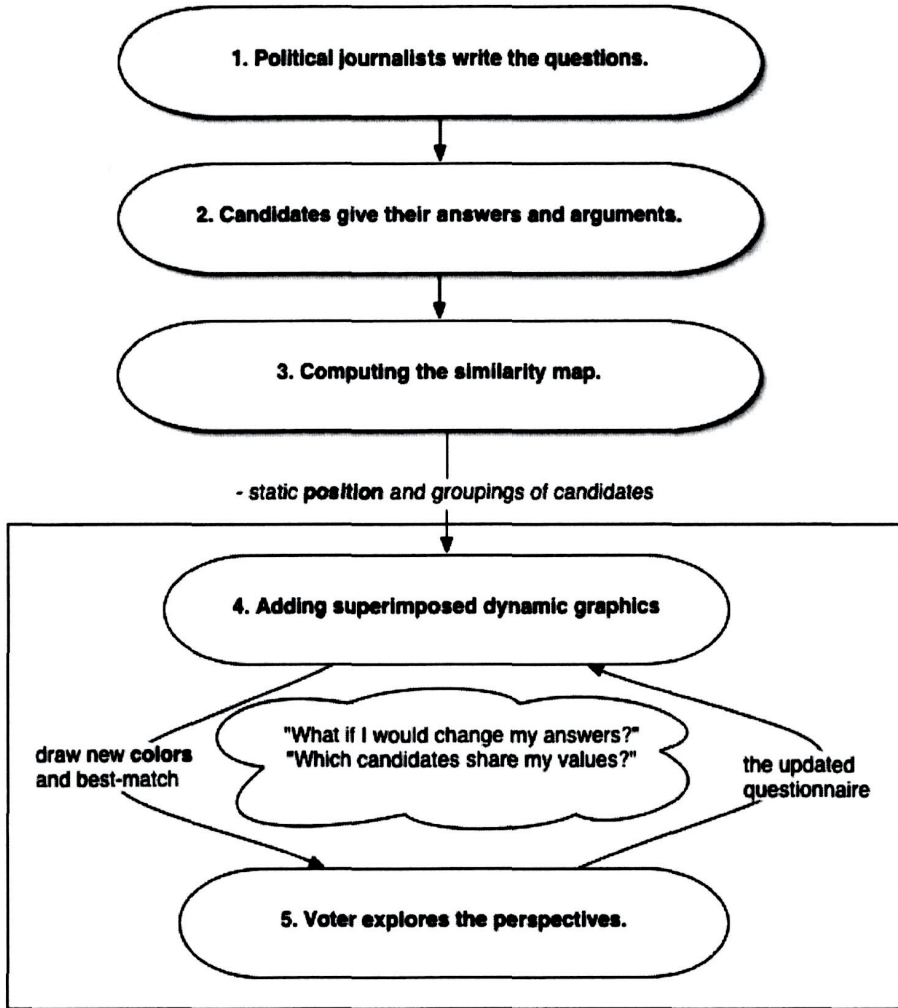 1. Political journalists write the questions.
2. Candidates give their answers and arguments.
3. Computing the similarity map.
- static position and groupings of candidates
4. Adding superimposed dynamic graphics
"What if I would change my answers?"
"Which candidates share my values?"
draw new colors
and best-match
the updated
questionnaire
5. Voter explores the perspectives.